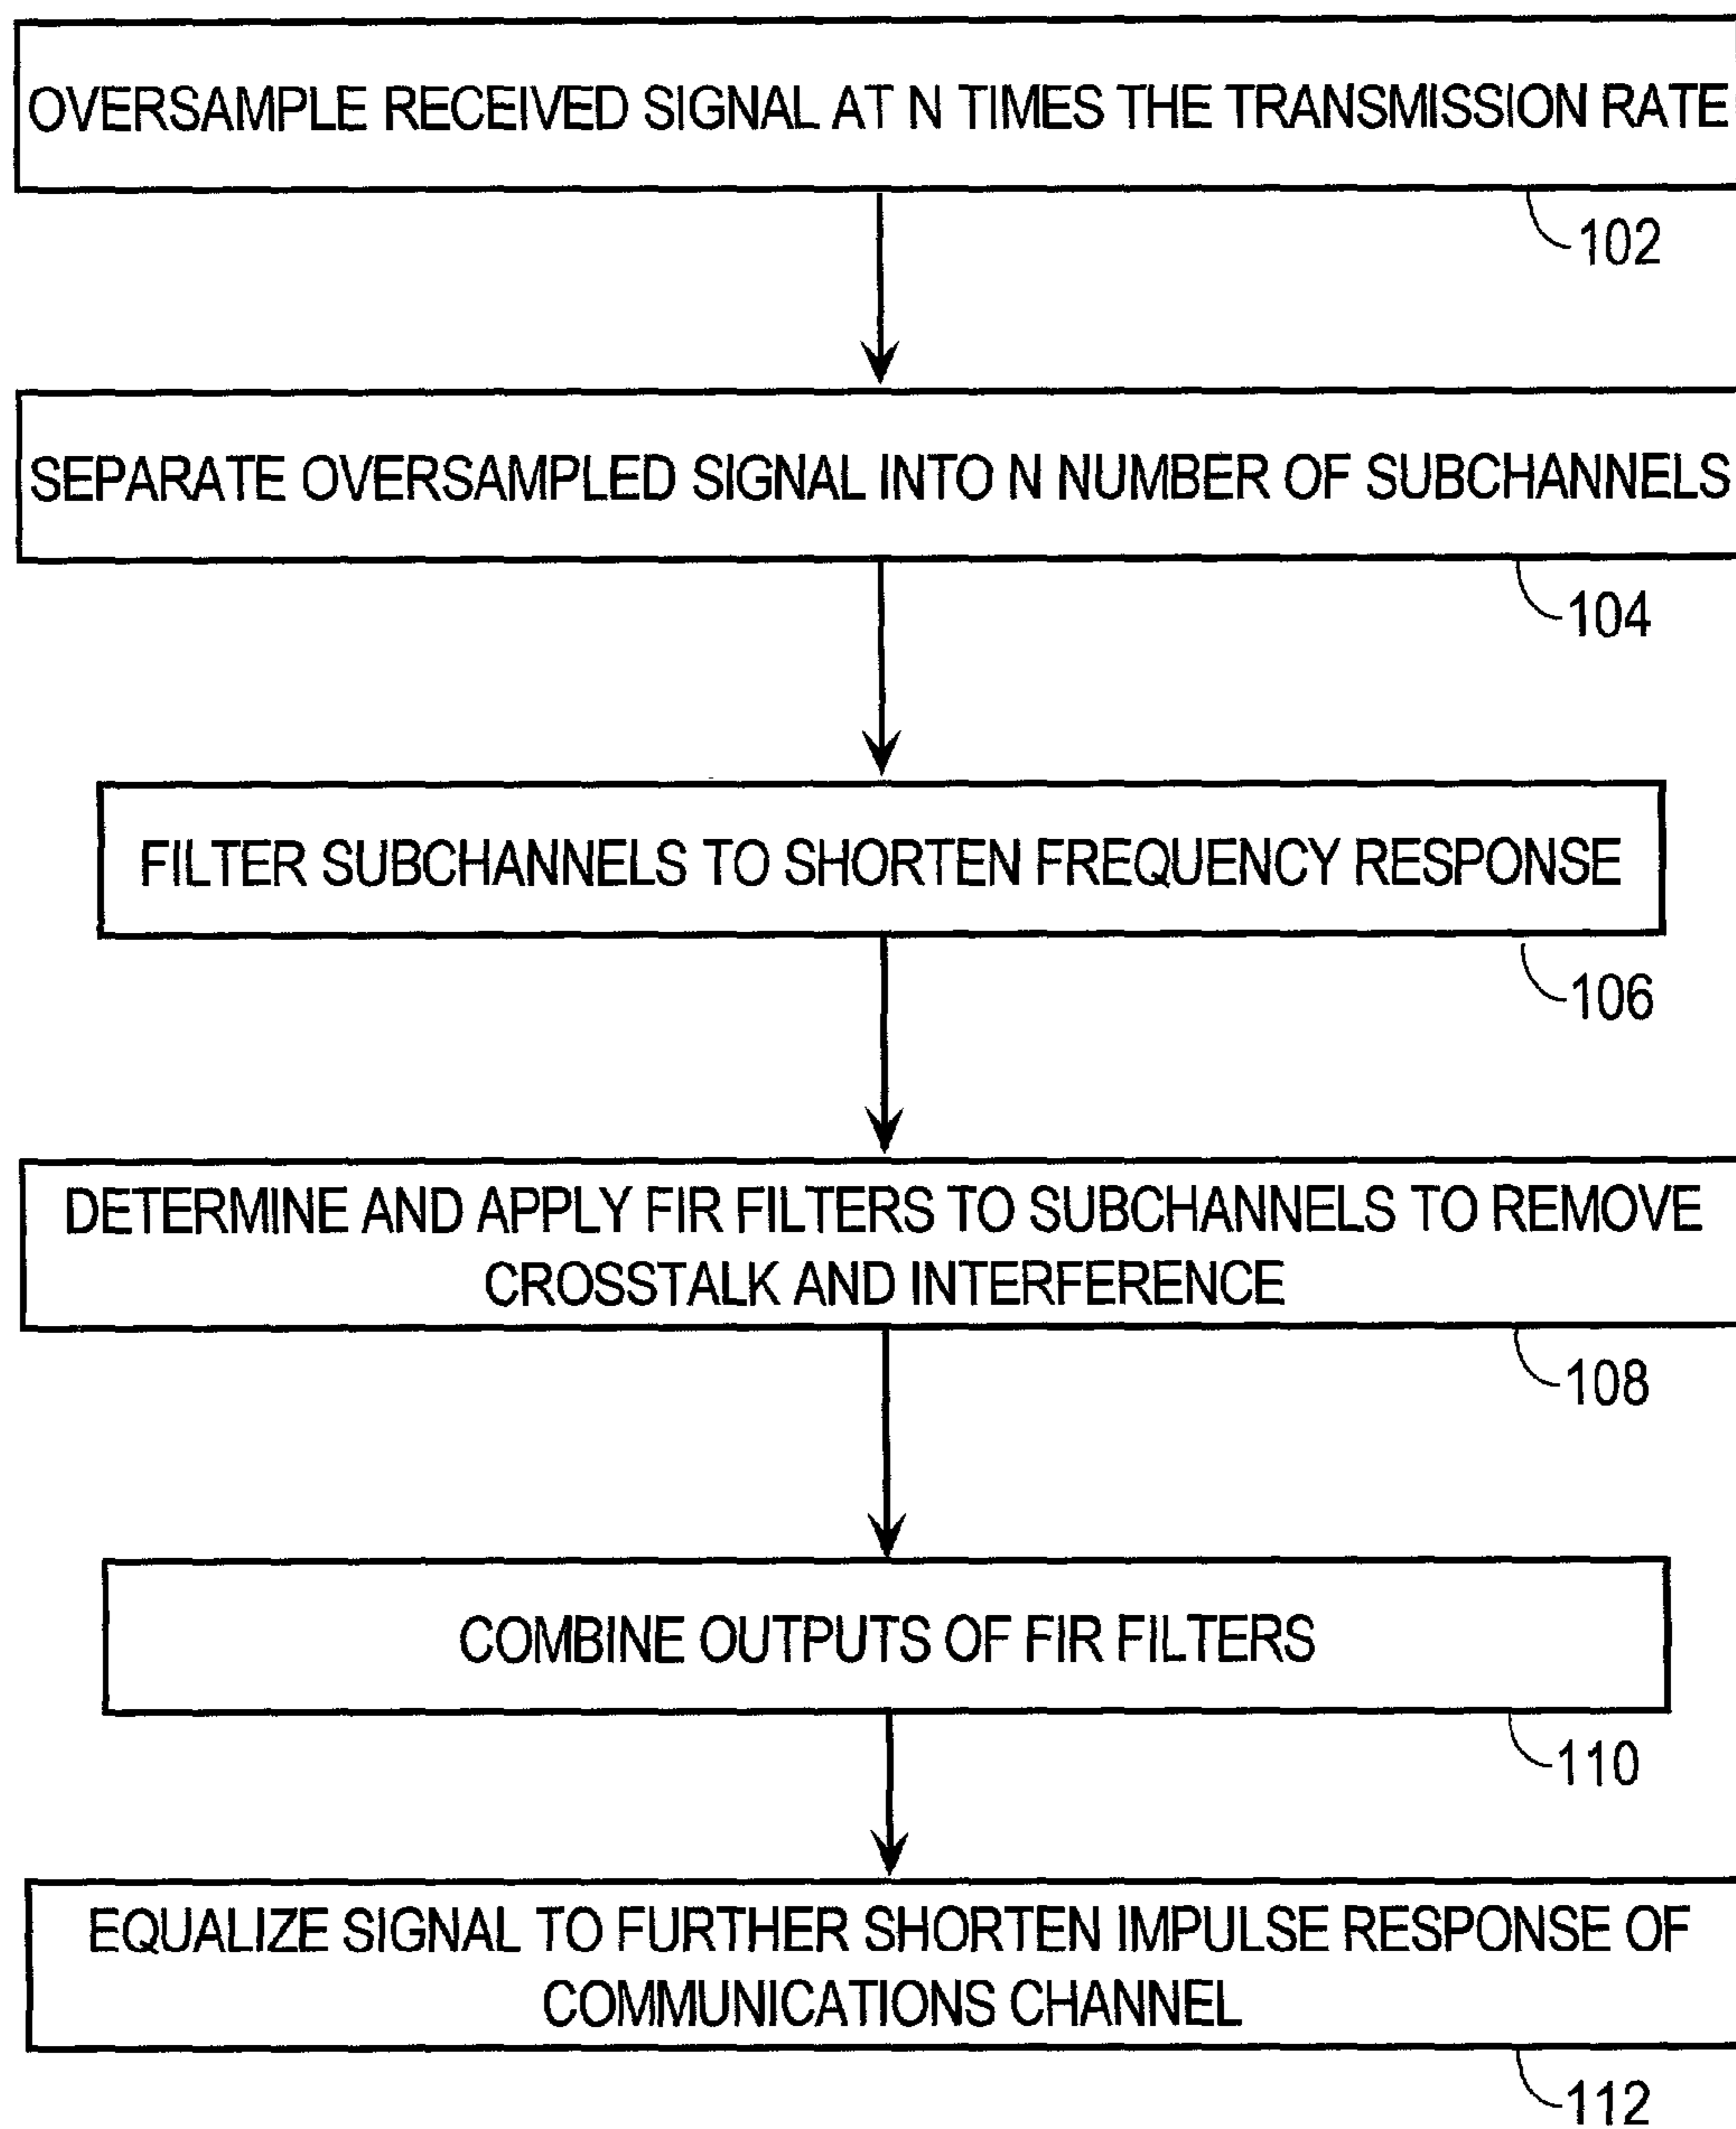 OVERSAMPLE RECEIVED SIGNAL AT N TIMES THE TRANSMISSION RATE
102
SEPARATE OVERSAMPLED SIGNAL INTO N NUMBER OF SUBCHANNELS
104
FILTER SUBCHANNELS TO SHORTEN FREQUENCY RESPONSE
106
DETERMINE AND APPLY FIR FILTERS TO SUBCHANNELS TO REMOVE
CROSSTALK AND INTERFERENCE
108
COMBINE OUTPUTS OF FIR FILTERS
110
EQUALIZE SIGNAL TO FURTHER SHORTEN IMPULSE RESPONSE OF
COMMUNICATIONS CHANNEL
112